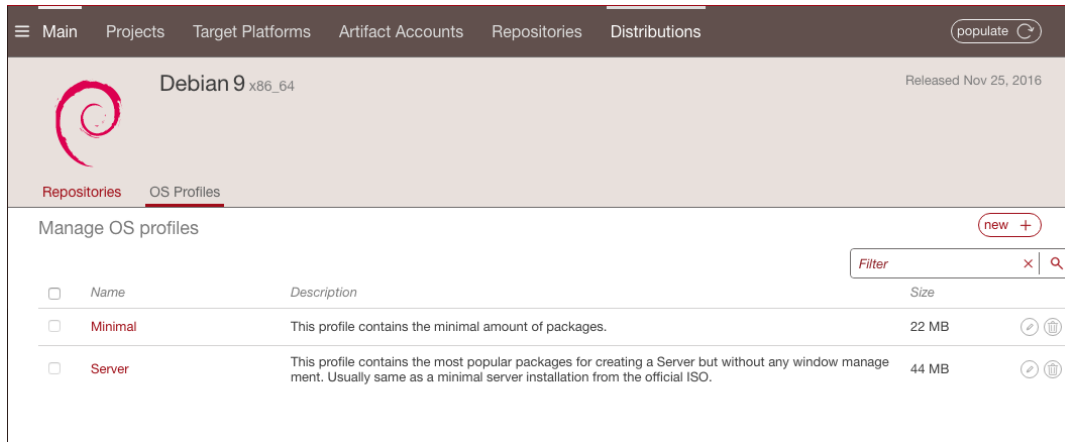 Main Projects Target Platforms Artifact Accounts Repositories Distributions populate
Debian 9 x86_64 Released Nov 25, 2016
Repositories OS Profiles
Manage OS profiles new +
Filter
Name Description Size
Minimal This profile contains the minimal amount of packages. 22 MB
Server This profile contains the most popular packages for creating a Server but without any window manage
ment. Usually same as a minimal server installation from the official ISO. 44 MB